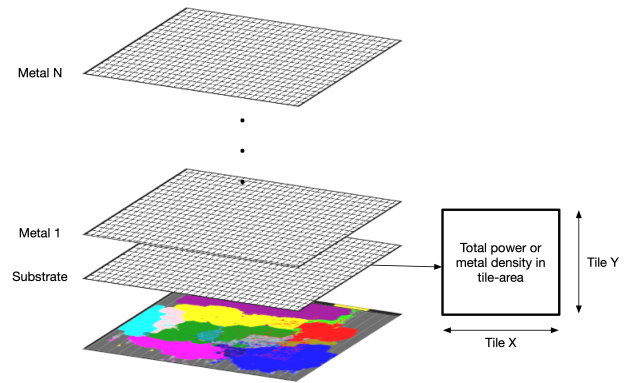 Metal N
Metal 1
Substrate
Total power or
metal density in
tile-area
Tile Y
Tile X